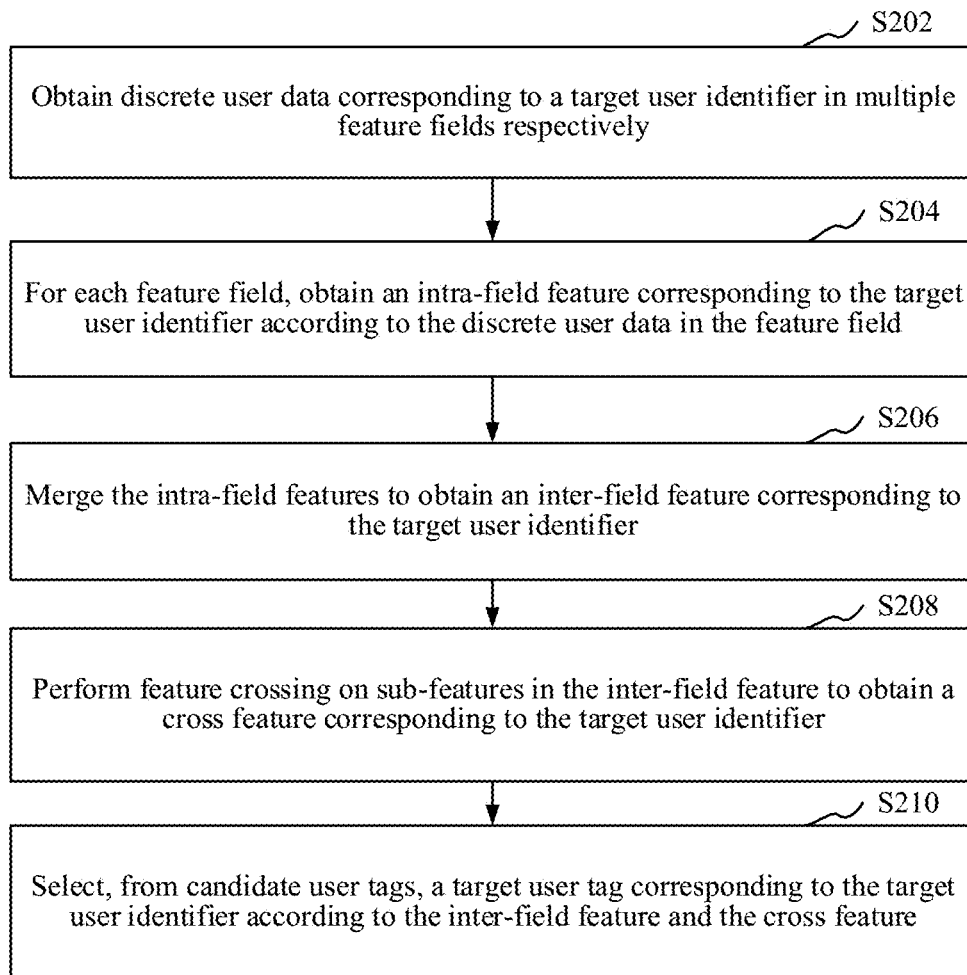 S202
Obtain discrete user data corresponding to a target user identifier in multiple
feature fields respectively
S204
For each feature field, obtain an intra-field feature corresponding to the target
user identifier according to the discrete user data in the feature field
S206
Merge the intra-field features to obtain an inter-field feature corresponding to
the target user identifier
S208
Perform feature crossing on sub-features in the inter-field feature to obtain a
cross feature corresponding to the target user identifier
S210
Select, from candidate user tags, a target user tag corresponding to the target
user identifier according to the inter-field feature and the cross feature